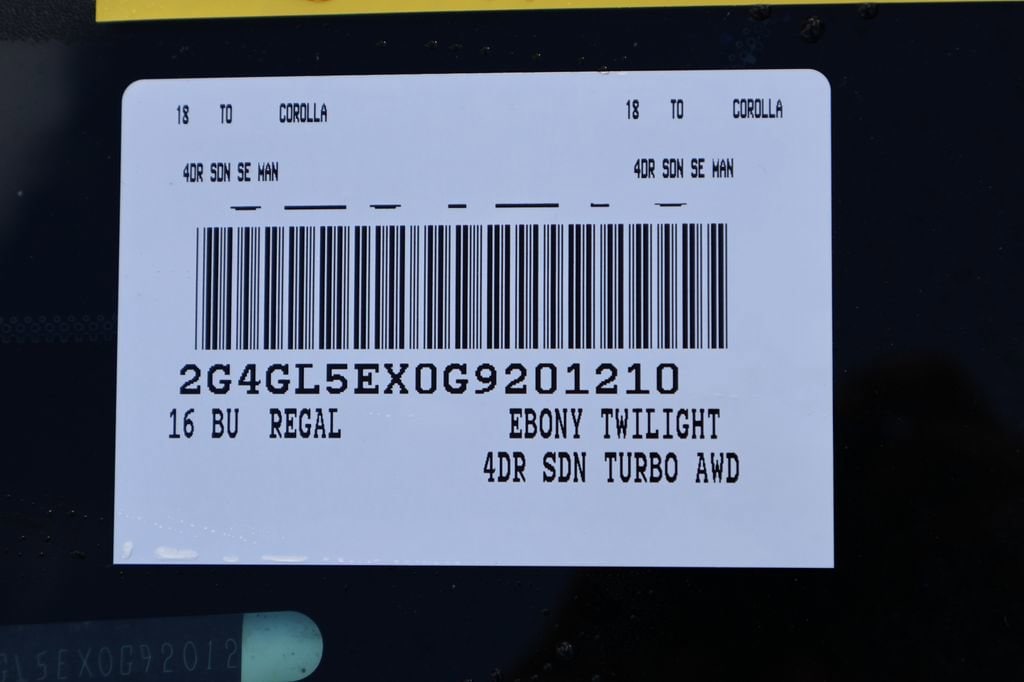 18 TO COROLLA 18 TO COROLLA
4DR SDN SE MAN 4DR SDN SE MAN
2G4GL5EX0G9201210
16 BU REGAL EBONY TWILIGHT
4DR SDN TURBO AWD
GL5EX0G92012